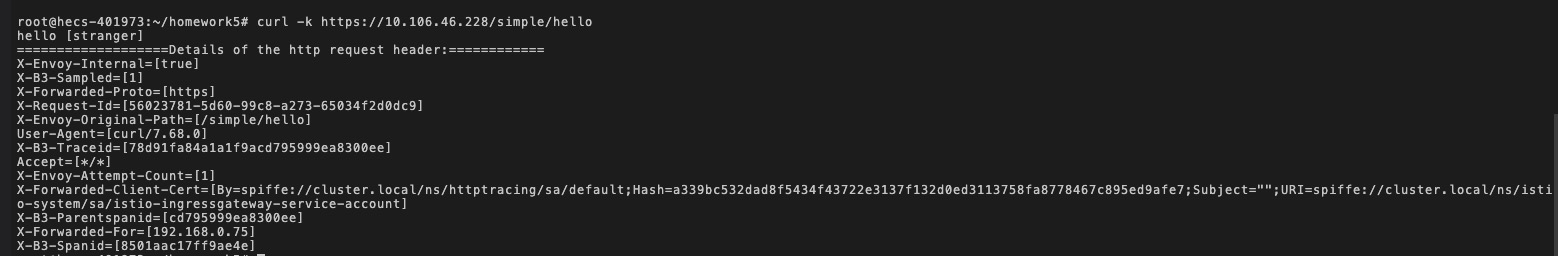 root@hecs-401973:~/homework5# curl -k https://10.106.46.228/simple/hello
hello [stranger]
===================Details of the http request header:============
X-Envoy-Internal=[true]
X-B3-Sampled=[1]
X-Forwarded-Proto=[https]
X-Request-Id=[56023781-5d60-99c8-a273-65034f2d0dc9]
X-Envoy-Original-Path=[/simple/hello]
User-Agent=[curl/7.68.0]
X-B3-Traceid=[78d91fa84a1a1f9acd795999ea8300ee]
Accept=[*/*]
X-Envoy-Attempt-Count=[1]
X-Forwarded-Client-Cert=[By=spiffe://cluster.local/ns/httptracing/sa/default;Hash=a339bc532dad8f5434f43722e3137f132d0ed3113758fa8778467c895ed9afe7;Subject="";URI=spiffe://cluster.local/ns/isti
o-system/sa/istio-ingressgateway-service-account]
X-B3-Parentspanid=[cd795999ea8300ee]
X-Forwarded-For=[192.168.0.75]
X-B3-Spanid=[8501aac17ff9ae4e]